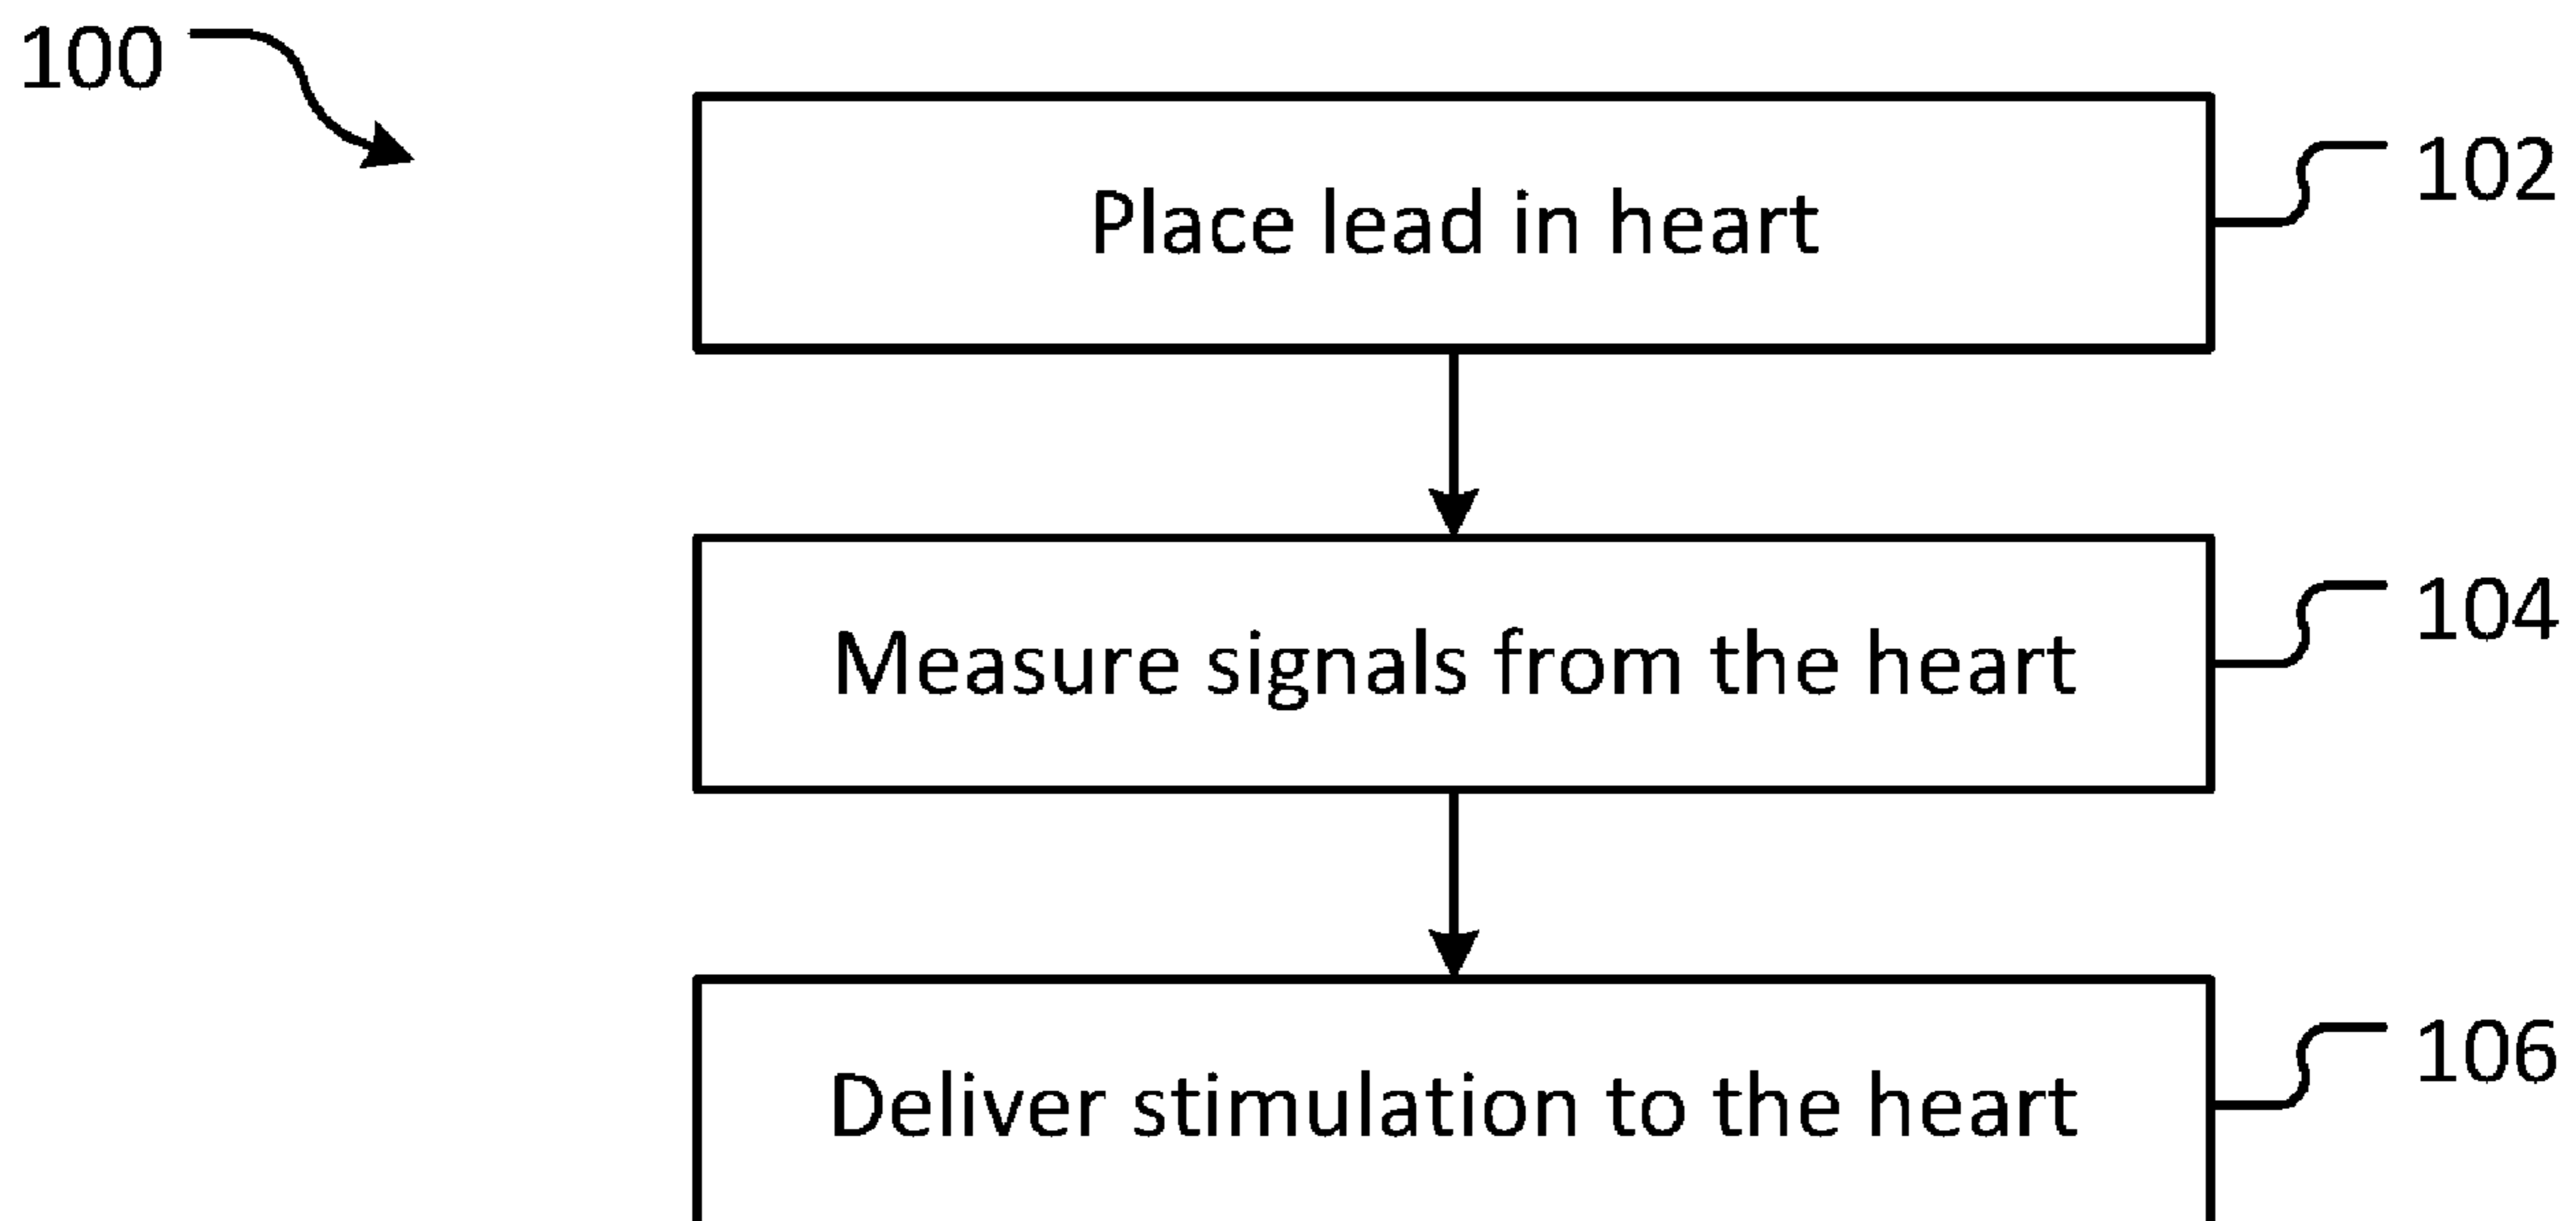 100
Place lead in heart
102
Measure signals from the heart
104
Deliver stimulation to the heart
106